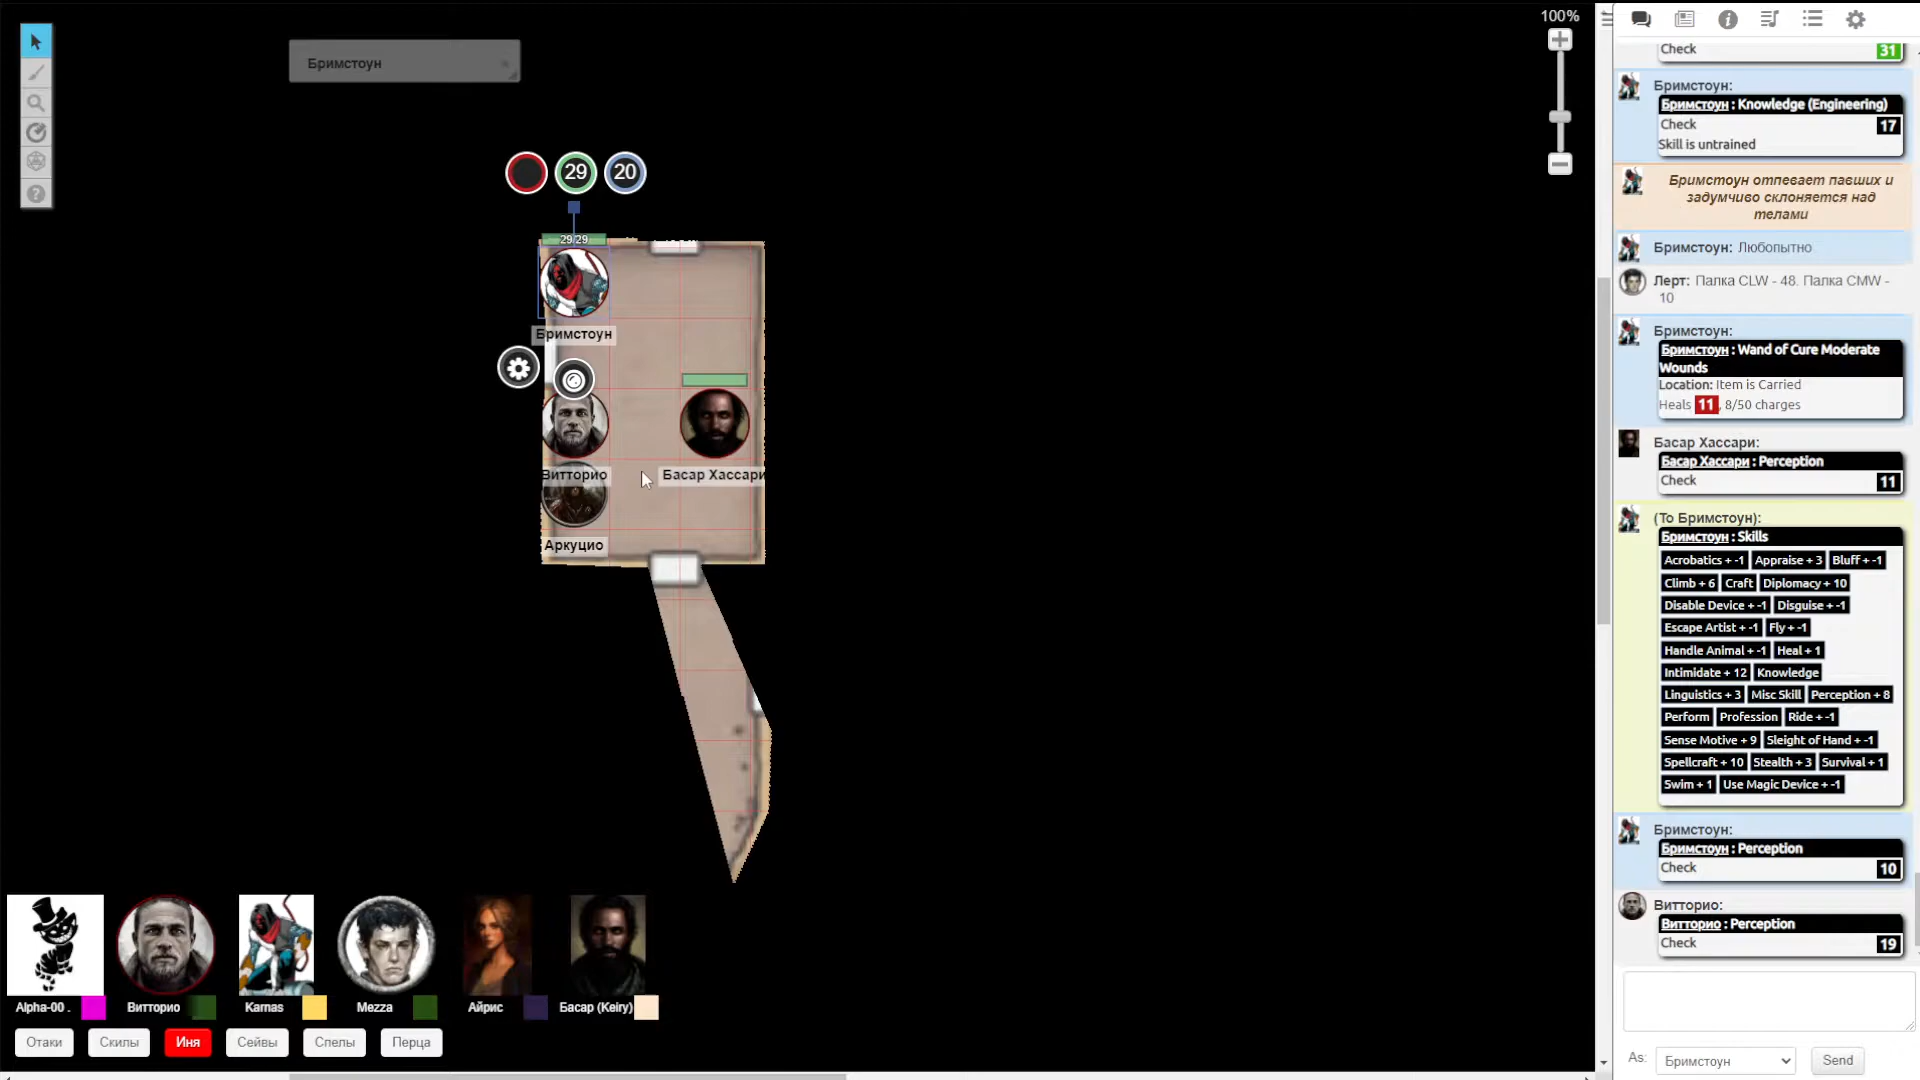 100%
Бримстоун
29
20
29/29
Бримстоун
Витторио
Басар Хассари
Аркуцио
Alpha-00 .
Витторио
Karnas
Mezza
Айрис
Басар (Keiry)
Отаки
Скилы
Иня
Сейвы
Спелы
Перца
Check
31
Бримстоун:
Бримстоун : Knowledge (Engineering)
Check
17
Skill is untrained
Бримстоун отпевает павших и
задумчиво склоняется над
телами
Бримстоун: Любопытно
Лерт: Палка CLW - 48. Палка CMW -
10
Бримстоун:
Бримстоун : Wand of Cure Moderate
Wounds
Location: Item is Carried
Heals 11, 8/50 charges
Басар Хассари:
Басар Хассари : Perception
Check
11
(To Бримстоун):
Бримстоун : Skills
Acrobatics + -1 Appraise + 3 Bluff + -1
Climb + 6 Craft Diplomacy + 10
Disable Device + -1 Disguise + -1
Escape Artist + -1 Fly + -1
Handle Animal + -1 Heal + 1
Intimidate + 12 Knowledge
Linguistics + 3 Misc Skill Perception + 8
Perform Profession Ride + -1
Sense Motive + 9 Sleight of Hand + -1
Spellcraft + 10 Stealth + 3 Survival + 1
Swim + 1 Use Magic Device + -1
Бримстоун:
Бримстоун : Perception
Check
10
Витторио:
Витторио : Perception
Check
19
As:
Бримстоун
Send